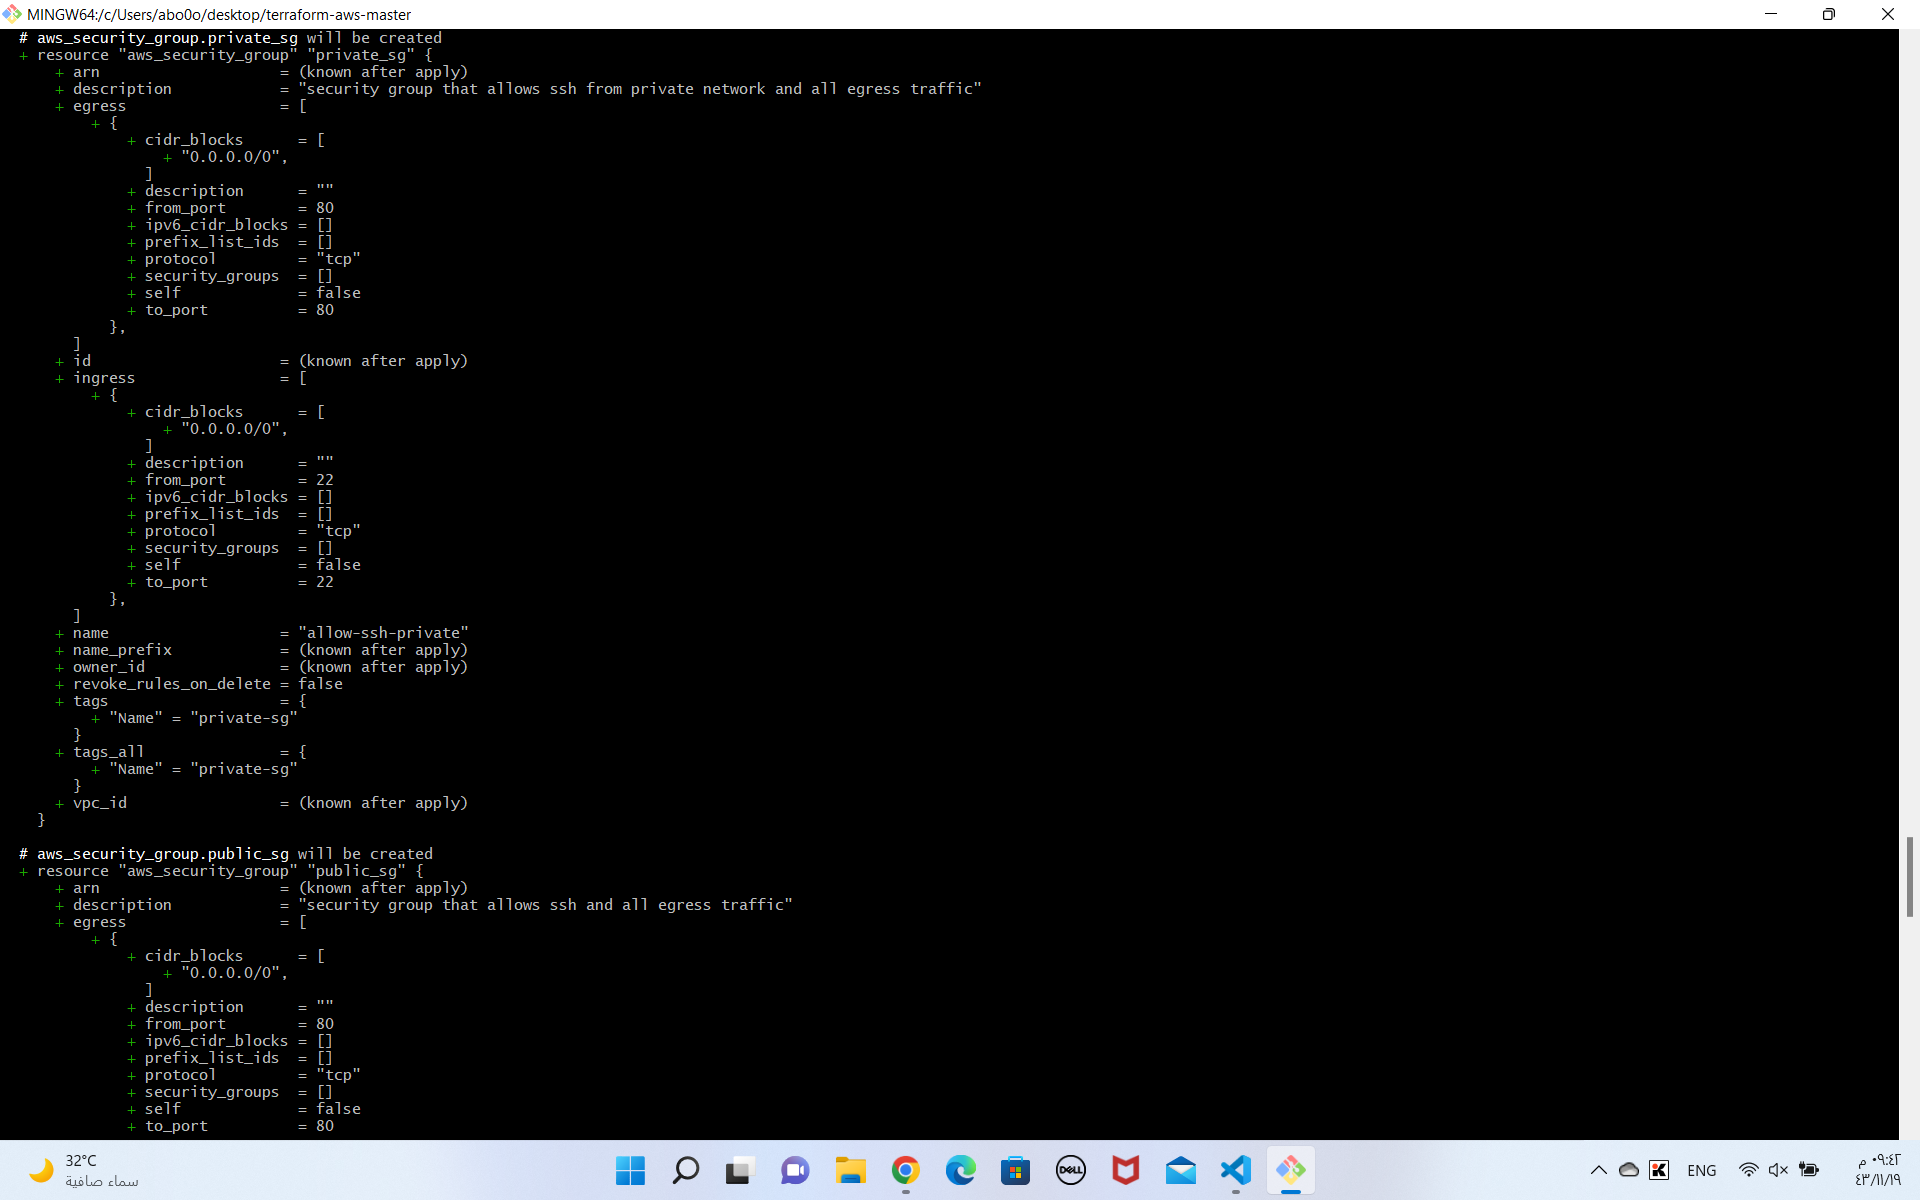 MINGW64:/c/Users/abo0o/desktop/terraform-aws-master
# aws_security_group.private_sg will be created
+ resource "aws_security_group" "private_sg" {
+ arn = (known after apply)
+ description = "security group that allows ssh from private network and all egress traffic"
+ egress = [
+ {
+ cidr_blocks = [
+ "0.0.0.0/0",
]
+ description = ""
+ from_port = 80
+ ipv6_cidr_blocks = []
+ prefix_list_ids = []
+ protocol = "tcp"
+ security_groups = []
+ self = false
+ to_port = 80
},
]
+ id = (known after apply)
+ ingress = [
+ {
+ cidr_blocks = [
+ "0.0.0.0/0",
]
+ description = ""
+ from_port = 22
+ ipv6_cidr_blocks = []
+ prefix_list_ids = []
+ protocol = "tcp"
+ security_groups = []
+ self = false
+ to_port = 22
},
]
+ name = "allow-ssh-private"
+ name_prefix = (known after apply)
+ owner_id = (known after apply)
+ revoke_rules_on_delete = false
+ tags = {
+ "Name" = "private-sg"
}
+ tags_all = {
+ "Name" = "private-sg"
}
+ vpc_id = (known after apply)
}
# aws_security_group.public_sg will be created
+ resource "aws_security_group" "public_sg" {
+ arn = (known after apply)
+ description = "security group that allows ssh and all egress traffic"
+ egress = [
+ {
+ cidr_blocks = [
+ "0.0.0.0/0",
]
+ description = ""
+ from_port = 80
+ ipv6_cidr_blocks = []
+ prefix_list_ids = []
+ protocol = "tcp"
+ security_groups = []
+ self = false
+ to_port = 80
32°C
سماء صافية
DELL
K
ENG
٠٩:٤٢ م
٤٣/١١/١٩